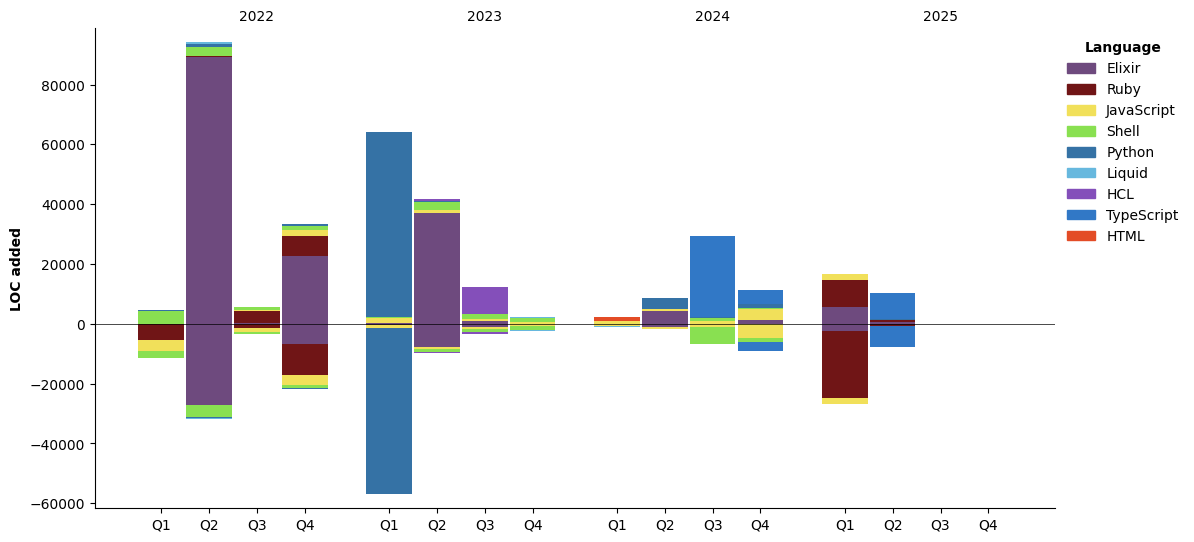 2022 2023 2024 2025
Language
Elixir
Ruby
JavaScript
Shell
Python
Liquid
HCL
TypeScript
HTML
LOC added
80000
60000
40000
20000
0
−20000
−40000
−60000
Q1 Q2 Q3 Q4 Q1 Q2 Q3 Q4 Q1 Q2 Q3 Q4 Q1 Q2 Q3 Q4